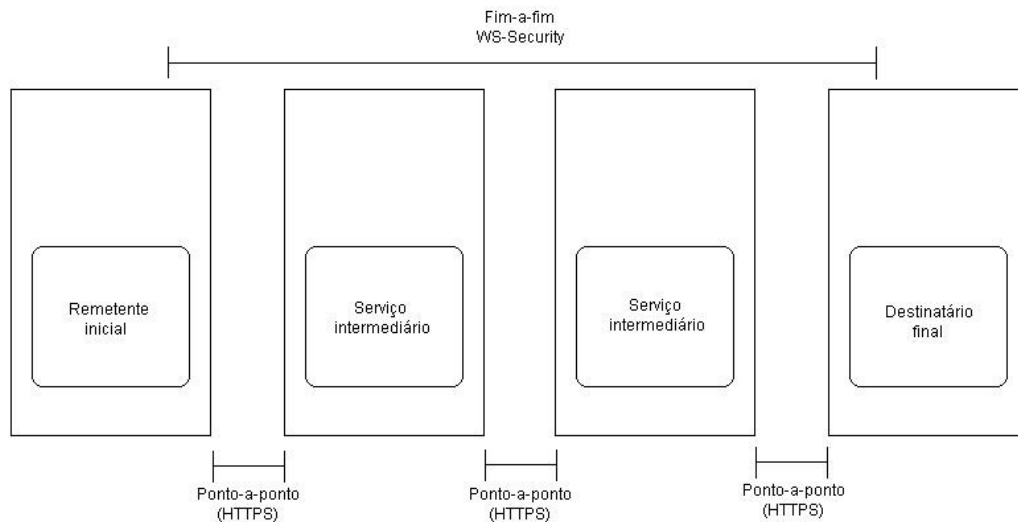 Fim-a-fim
WS-Security
Remetente
inicial
Serviço
intermediário
Serviço
intermediário
Destinatário
final
Ponto-a-ponto
(HTTPS)
Ponto-a-ponto
(HTTPS)
Ponto-a-ponto
(HTTPS)